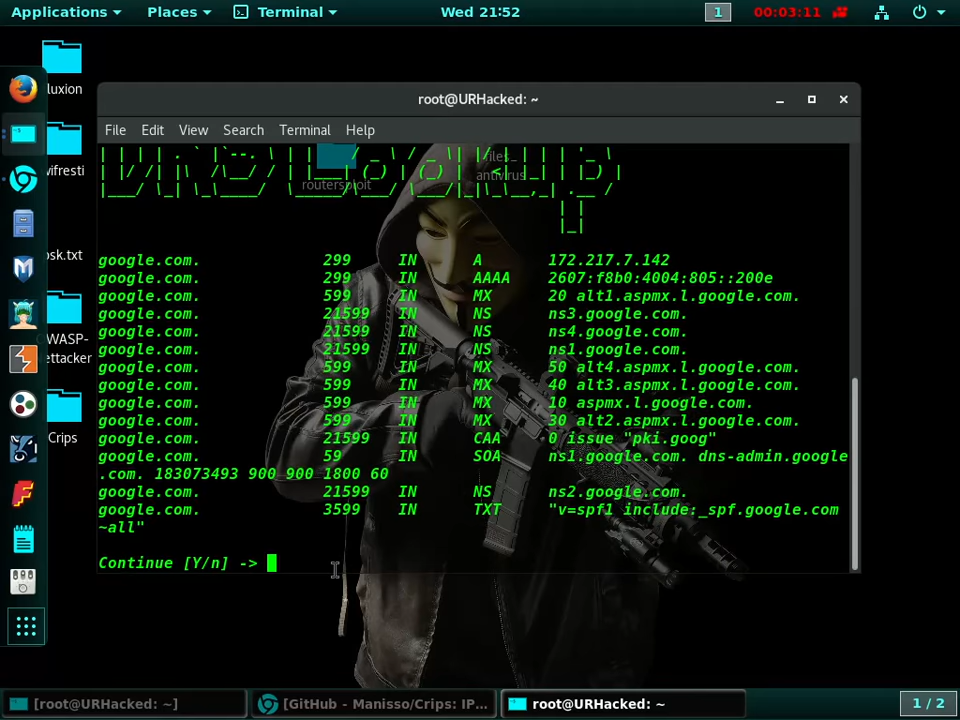 Applications Places Terminal Wed 21:52 1 00:03:11
root@URHacked: ~
luxion
File Edit View Search Terminal Help
files_
antivirus
wifresti
routersploit
psk.txt
google.com. 299 IN A 172.217.7.142
google.com. 299 IN AAAA 2607:f8b0:4004:805::200e
google.com. 599 IN MX 20 alt1.aspmx.l.google.com.
google.com. 21599 IN NS ns3.google.com.
google.com. 21599 IN NS ns4.google.com.
google.com. 21599 IN NS ns1.google.com.
google.com. 599 IN MX 50 alt4.aspmx.l.google.com.
google.com. 599 IN MX 40 alt3.aspmx.l.google.com.
google.com. 599 IN MX 10 aspmx.l.google.com.
google.com. 599 IN MX 30 alt2.aspmx.l.google.com.
google.com. 21599 IN CAA 0 issue "pki.goog"
google.com. 59 IN SOA ns1.google.com. dns-admin.google
.com. 183073493 900 900 1800 60
google.com. 21599 IN NS ns2.google.com.
google.com. 3599 IN TXT "v=spf1 include:_spf.google.com
~all"
Continue [Y/n] ->
OWASP-
ettacker
Crips
[root@URHacked: ~] [GitHub - Manisso/Crips: IP... root@URHacked: ~ 1 / 2